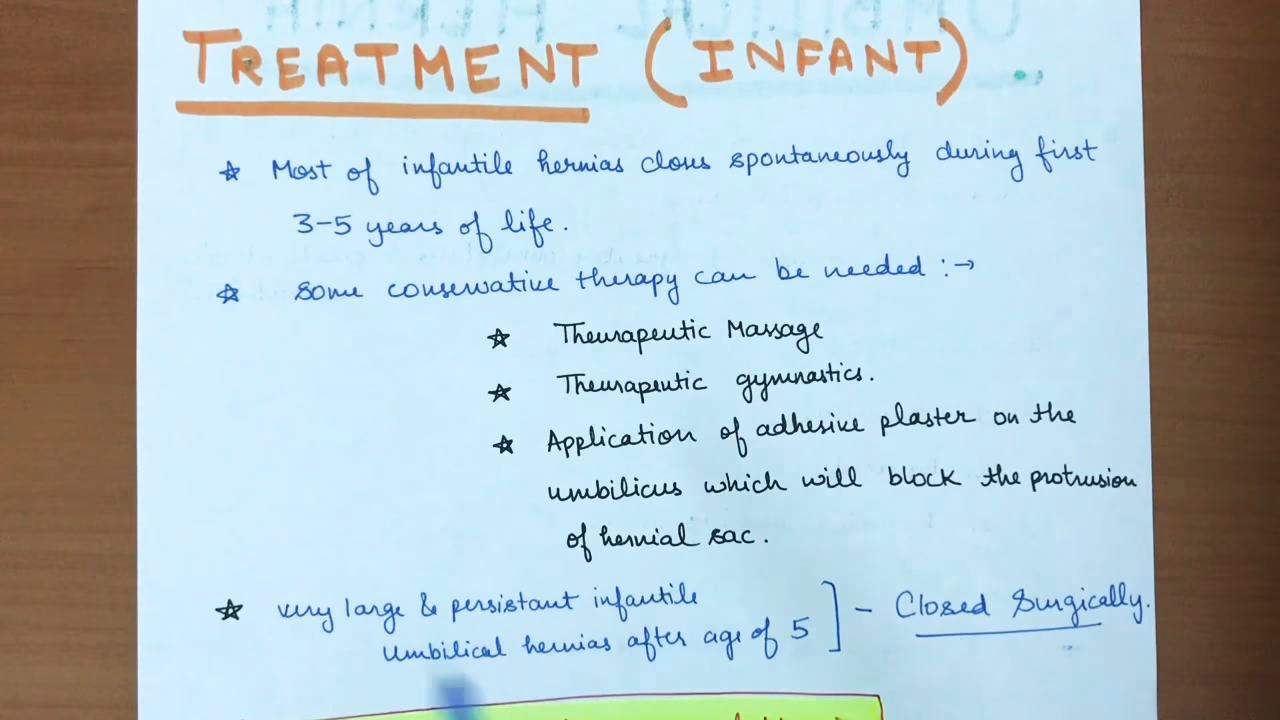 TREATMENT (INFANT)
☆ Most of infantile hernias closes spontaneously during first
3-5 years of life.
☆ some conservative therapy can be needed :→
☆ Therapeutic Massage
☆ Therapeutic gymnastics.
☆ Application of adhesive plaster on the
umbilicus which will block the protrusion
of hernial sac.
☆ very large & persistant infantile
umbilical hernias after age of 5 ] - Closed Surgically.